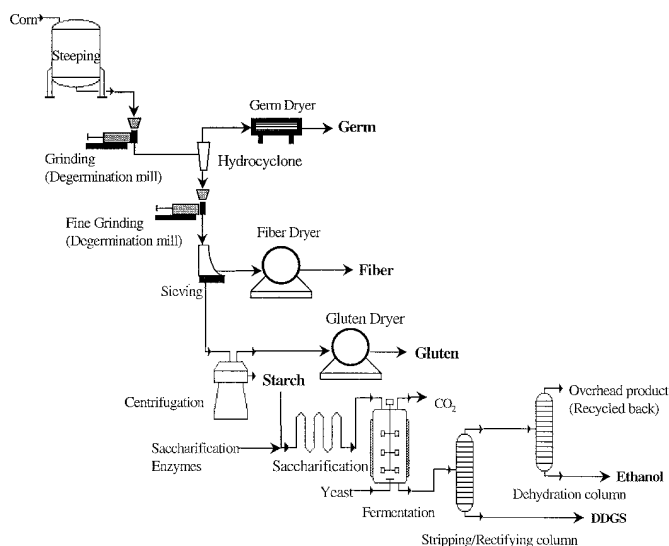 Corn
Steeping
Germ Dryer
Germ
Grinding
(Degermination mill)
Hydrocyclone
Fine Grinding
(Degermination mill)
Fiber Dryer
Fiber
Sieving
Gluten Dryer
Gluten
Centrifugation
Starch
Overhead product
(Recycled back)
CO2
Saccharification
Enzymes
Saccharification
Ethanol
Yeast
Dehydration column
Fermentation
DDGS
Stripping/Rectifying column